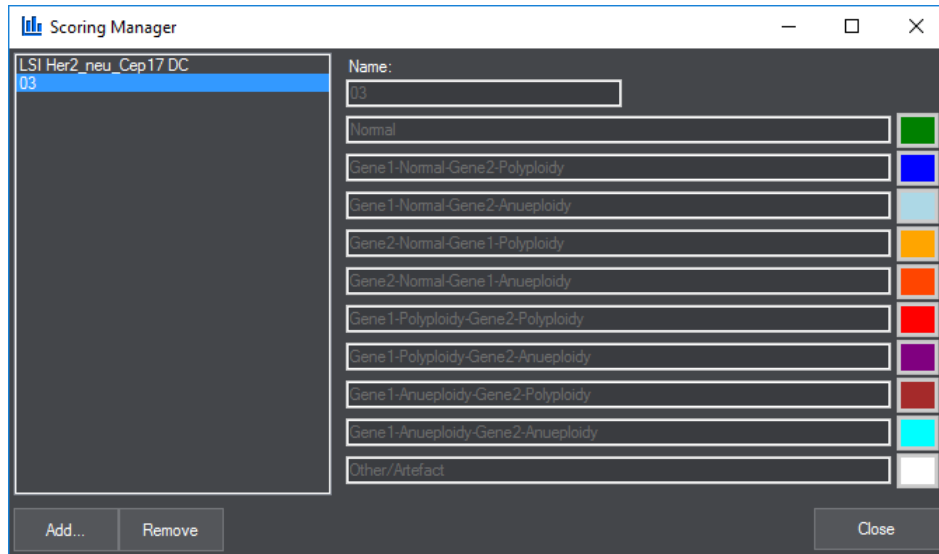 Scoring Manager
LSI Her2_neu_Cep17 DC
03
Name:
03
Normal
Gene1-Normal-Gene2-Polyploidy
Gene1-Normal-Gene2-Anueploidy
Gene2-Normal-Gene1-Polyploidy
Gene2-Normal-Gene1-Anueploidy
Gene1-Polyploidy-Gene2-Polyploidy
Gene1-Polyploidy-Gene2-Anueploidy
Gene1-Anueploidy-Gene2-Polyploidy
Gene1-Anueploidy-Gene2-Anueploidy
Other/Artefact
Add... Remove Close